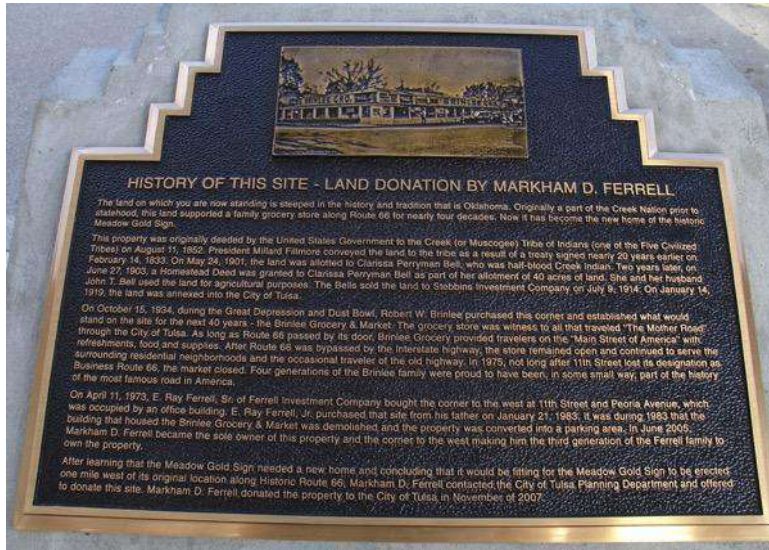 HISTORY OF THIS SITE - LAND DONATION BY MARKHAM D. FERRELL
The land on which you are now standing is steeped in the history and tradition that is Oklahoma. Originally a part of the Creek Nation prior to
statehood, this land supported a family grocery store along Route 66 for nearly four decades. Now it has become the new home of the historic
Meadow Gold Sign.
This property was originally deeded by the United States Government to the Creek (or Muscogee) Tribe of Indians (one of the Five Civilized
Tribes) on August 11, 1852. President Millard Fillmore conveyed the land to the tribe as a result of a treaty signed nearly 20 years earlier on
February 14, 1833. On May 24, 1901, the land was allotted to Clarissa Perryman Bell, who was half-blood Creek Indian. Two years later, on
June 27, 1903, a Homestead Deed was granted to Clarissa Perryman Bell as part of her allotment of 40 acres of land. She and her husband
John T. Bell used the land for agricultural purposes. The Bells sold the land to Stebbins Investment Company on July 9, 1914. On January 14,
1919, the land was annexed into the City of Tulsa.
On October 15, 1934, during the Great Depression and Dust Bowl, Robert W. Brinlee purchased this corner and established what would
stand on the site for the next 40 years - the Brinlee Grocery & Market. The grocery store was witness to all that traveled "The Mother Road"
through the City of Tulsa. As long as Route 66 passed by its door, Brinlee Grocery provided travelers on the "Main Street of America" with
refreshments, food and supplies. After Route 66 was bypassed by the Interstate highway, the store remained open and continued to serve the
surrounding residential neighborhoods and the occasional traveler of the old highway. In 1975, not long after 11th Street lost its designation as
Business Route 66, the market closed. Four generations of the Brinlee family were proud to have been, in some small way, part of the history
of the most famous road in America.
On April 11, 1973, E. Ray Ferrell, Sr. of Ferrell Investment Company bought the corner to the west at 11th Street and Peoria Avenue, which
was occupied by an office building. E. Ray Ferrell, Jr. purchased that site from his father on January 21, 1983. It was during 1983 that the
building that housed the Brinlee Grocery & Market was demolished and the property was converted into a parking area. In June 2005,
Markham D. Ferrell became the sole owner of this property and the corner to the west making him the third generation of the Ferrell family to
own the property.
After learning that the Meadow Gold Sign needed a new home and concluding that it would be fitting for the Meadow Gold Sign to be erected
one mile west of its original location along Historic Route 66, Markham D. Ferrell contacted the City of Tulsa Planning Department and offered
to donate this site. Markham D. Ferrell donated the property to the City of Tulsa in November of 2007.